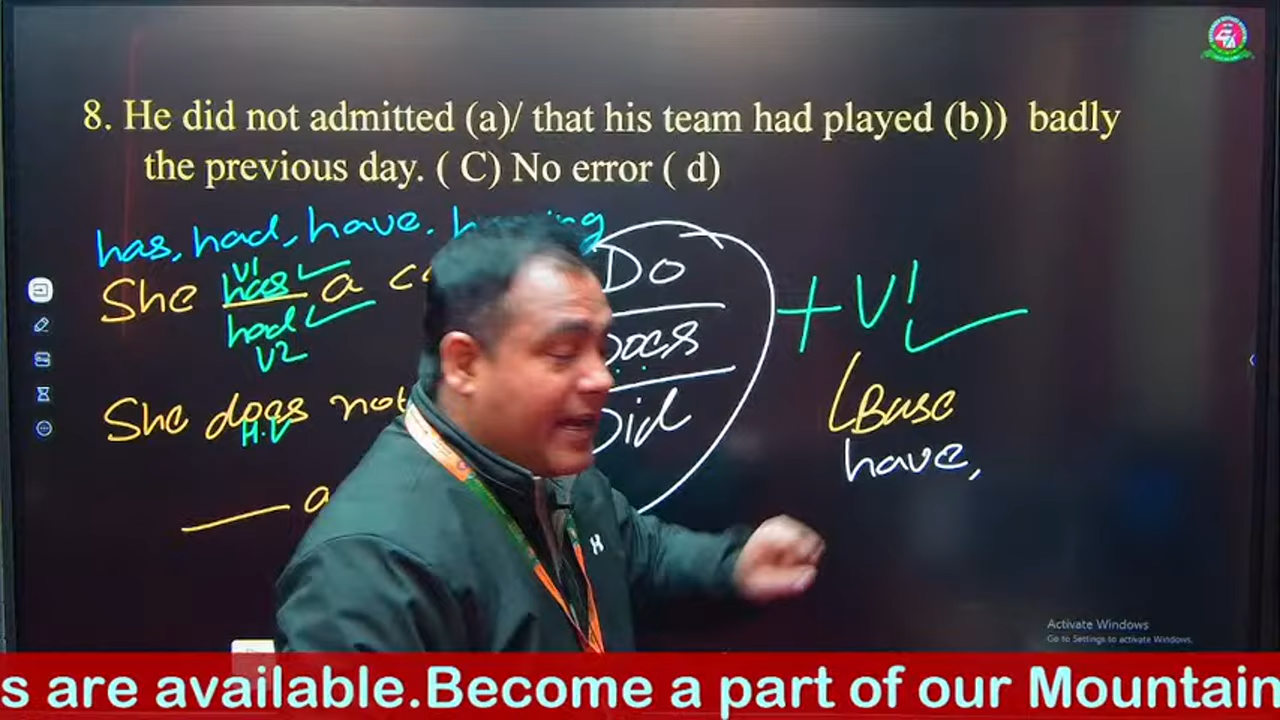 8. He did not admitted (a)/ that his team had played (b)) badly
the previous day. ( C) No error ( d)
has, had, have,
V1
She has a
had
V2
She does not
H.V
a
Do
Does
Did
+ V1
(Base
have,
Activate Windows
Go to Settings to activate Windows.
s are available.Become a part of our Mountain